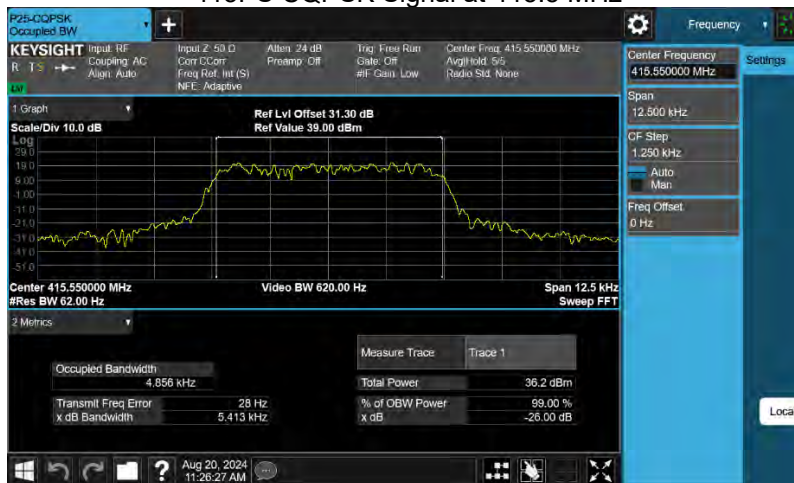 P25-CQPSK
Occupied BW
Frequency
KEYSIGHT Input: RF
Coupling: AC
Align: Auto
Input Z: 50 Ω
Corr CCorr
Freq Ref: Int (S)
NFE: Adaptive
Atten: 24 dB
Preamp: Off
Trig: Free Run
Gate: Off
#IF Gain: Low
Center Freq: 415.550000 MHz
Avg|Hold: 5/5
Radio Std: None
LXI
Center Frequency
415.550000 MHz
Settings
Span
12.500 kHz
CF Step
1.250 kHz
Auto
Man
Freq Offset
0 Hz
1 Graph
Scale/Div 10.0 dB
Ref Lvl Offset 31.30 dB
Ref Value 39.00 dBm
Log
29.0
19.0
9.00
-1.00
-11.0
-21.0
-31.0
-41.0
-51.0
Center 415.550000 MHz
#Res BW 62.00 Hz
Video BW 620.00 Hz
Span 12.5 kHz
Sweep FFT
2 Metrics
Measure Trace Trace 1
Occupied Bandwidth
4.856 kHz
Total Power 36.2 dBm
Transmit Freq Error 28 Hz
% of OBW Power 99.00 %
x dB Bandwidth 5.413 kHz
x dB -26.00 dB
Loca
Aug 20, 2024
11:26:27 AM